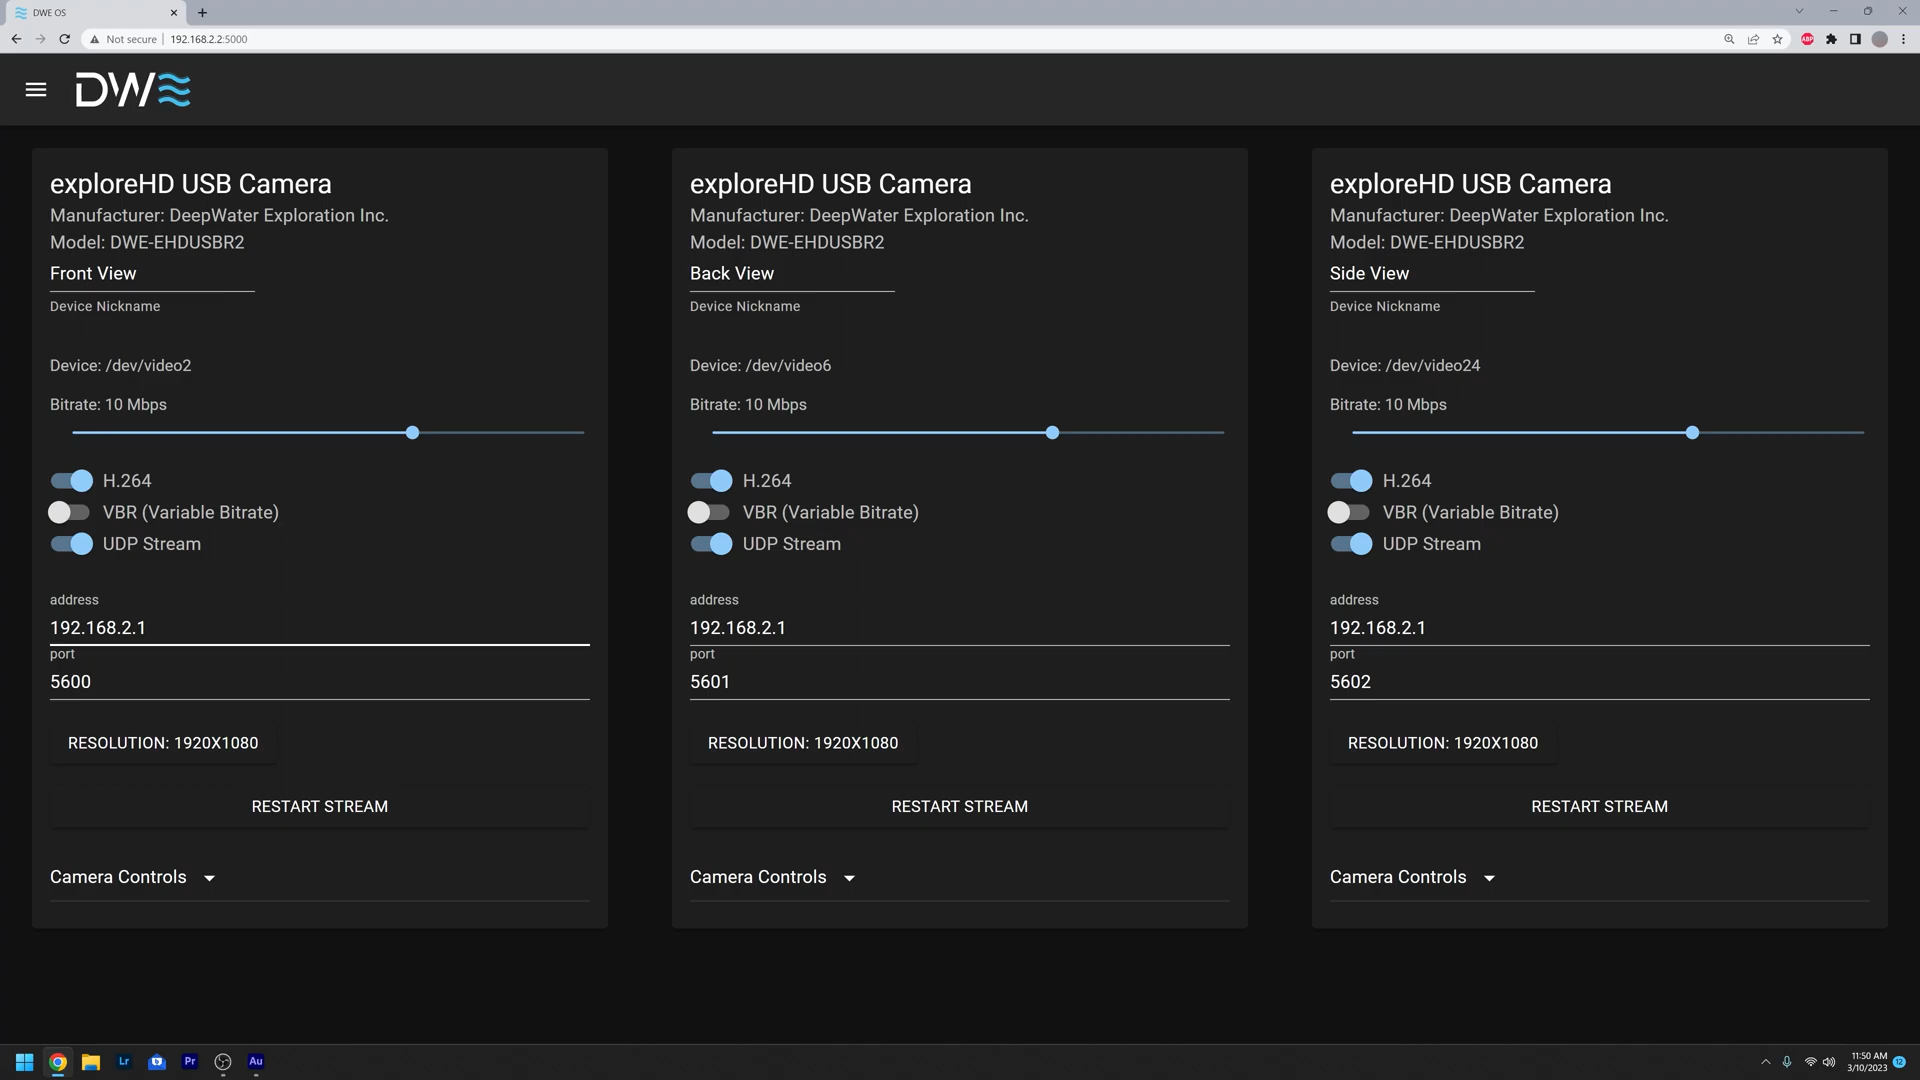 DWE OS
Not secure
192.168.2.2:5000
ABP
DWE
exploreHD USB Camera
Manufacturer: DeepWater Exploration Inc.
Model: DWE-EHDUSBR2
Front View
Device Nickname
Device: /dev/video2
Bitrate: 10 Mbps
H.264
VBR (Variable Bitrate)
UDP Stream
address
192.168.2.1
port
5600
RESOLUTION: 1920X1080
RESTART STREAM
Camera Controls
exploreHD USB Camera
Manufacturer: DeepWater Exploration Inc.
Model: DWE-EHDUSBR2
Back View
Device Nickname
Device: /dev/video6
Bitrate: 10 Mbps
H.264
VBR (Variable Bitrate)
UDP Stream
address
192.168.2.1
port
5601
RESOLUTION: 1920X1080
RESTART STREAM
Camera Controls
exploreHD USB Camera
Manufacturer: DeepWater Exploration Inc.
Model: DWE-EHDUSBR2
Side View
Device Nickname
Device: /dev/video24
Bitrate: 10 Mbps
H.264
VBR (Variable Bitrate)
UDP Stream
address
192.168.2.1
port
5602
RESOLUTION: 1920X1080
RESTART STREAM
Camera Controls
Lr
Pr
Au
11:50 AM
3/10/2023
12